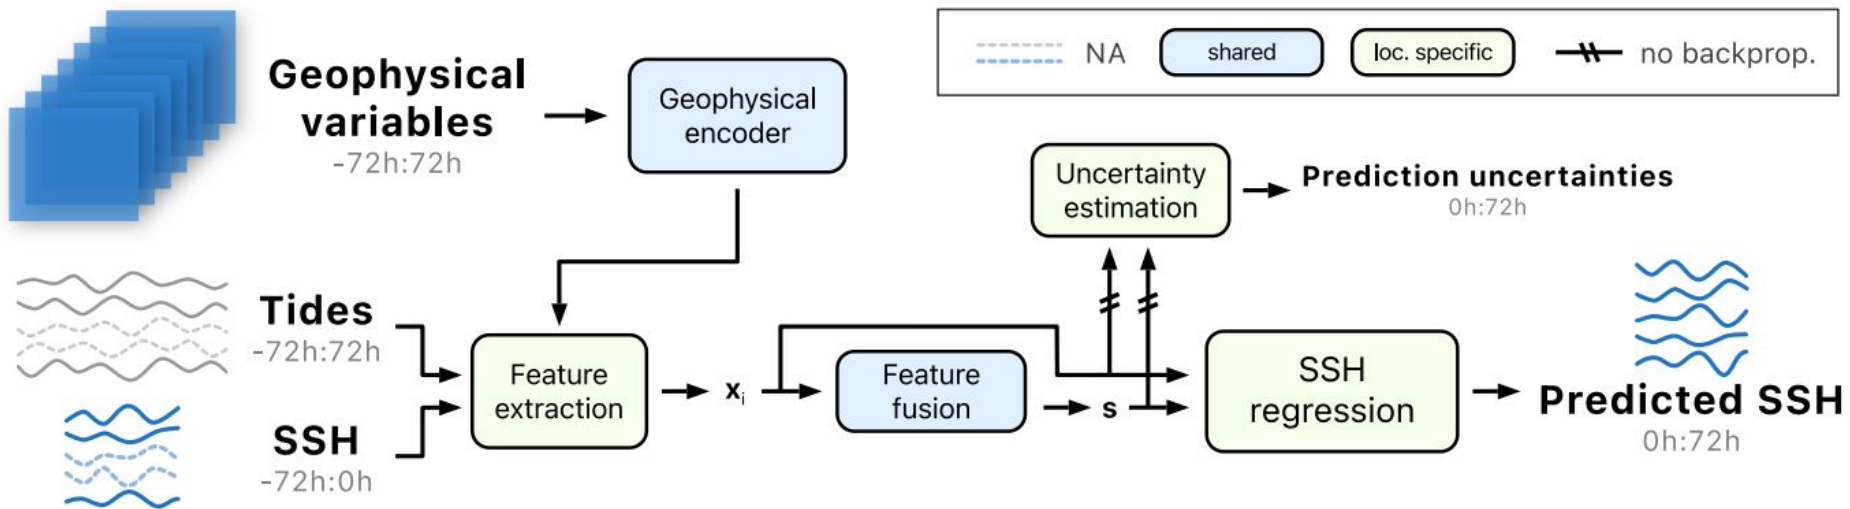 Geophysical
variables
-72h:72h
Geophysical
encoder
NA
shared
loc. specific
no backprop.
Uncertainty
estimation
Prediction uncertainties
0h:72h
Tides
-72h:72h
SSH
-72h:0h
Feature
extraction
xᵢ
Feature
fusion
s
SSH
regression
Predicted SSH
0h:72h